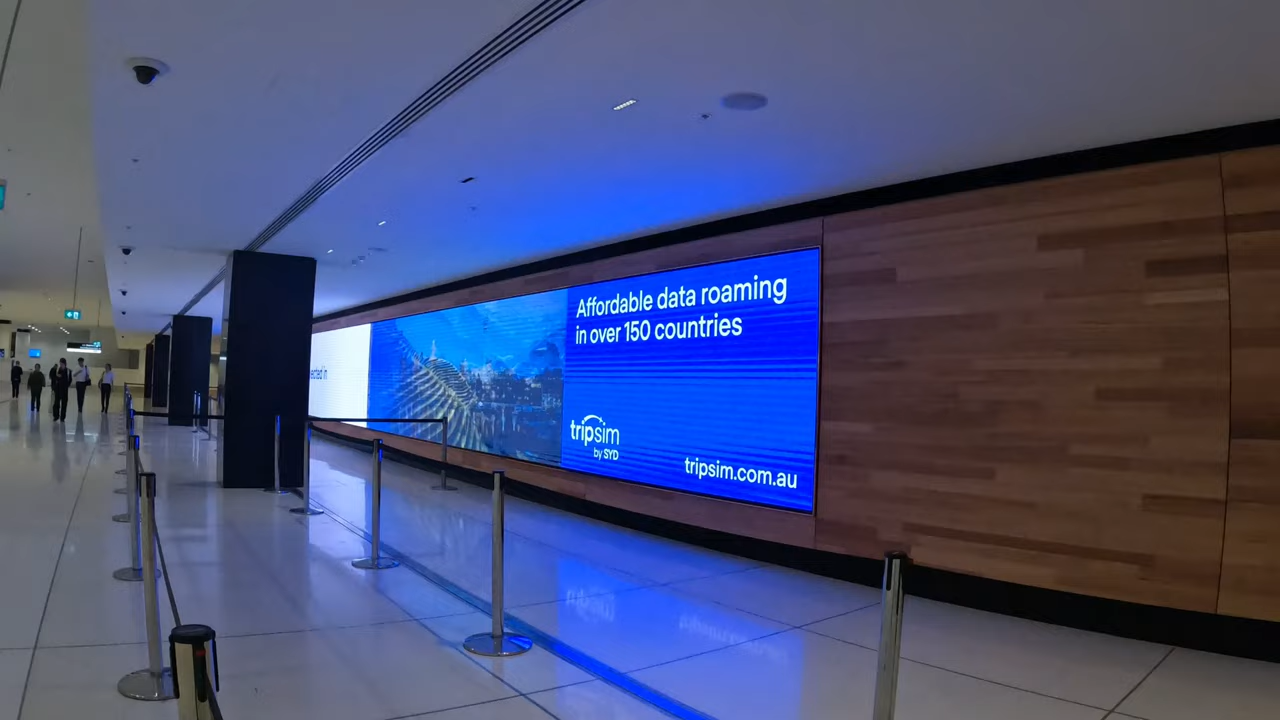 Affordable data roaming
in over 150 countries
tripsim
by SYD
tripsim.com.au